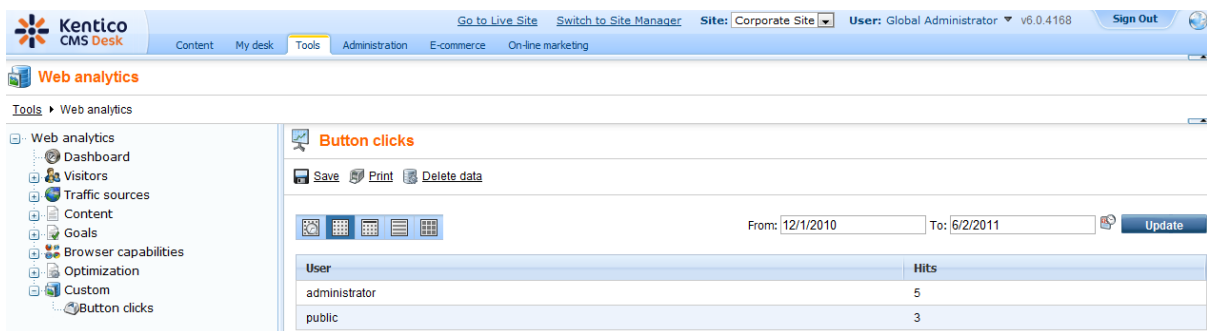 Kentico CMS Desk
Go to Live Site Switch to Site Manager Site: Corporate Site User: Global Administrator v6.0.4168 Sign Out
Content My desk Tools Administration E-commerce On-line marketing
Web analytics
Tools Web analytics
Web analytics
Dashboard
Visitors
Traffic sources
Content
Goals
Browser capabilities
Optimization
Custom
Button clicks
Button clicks
Save Print Delete data
From: 12/1/2010 To: 6/2/2011 Update
User Hits
administrator 5
public 3